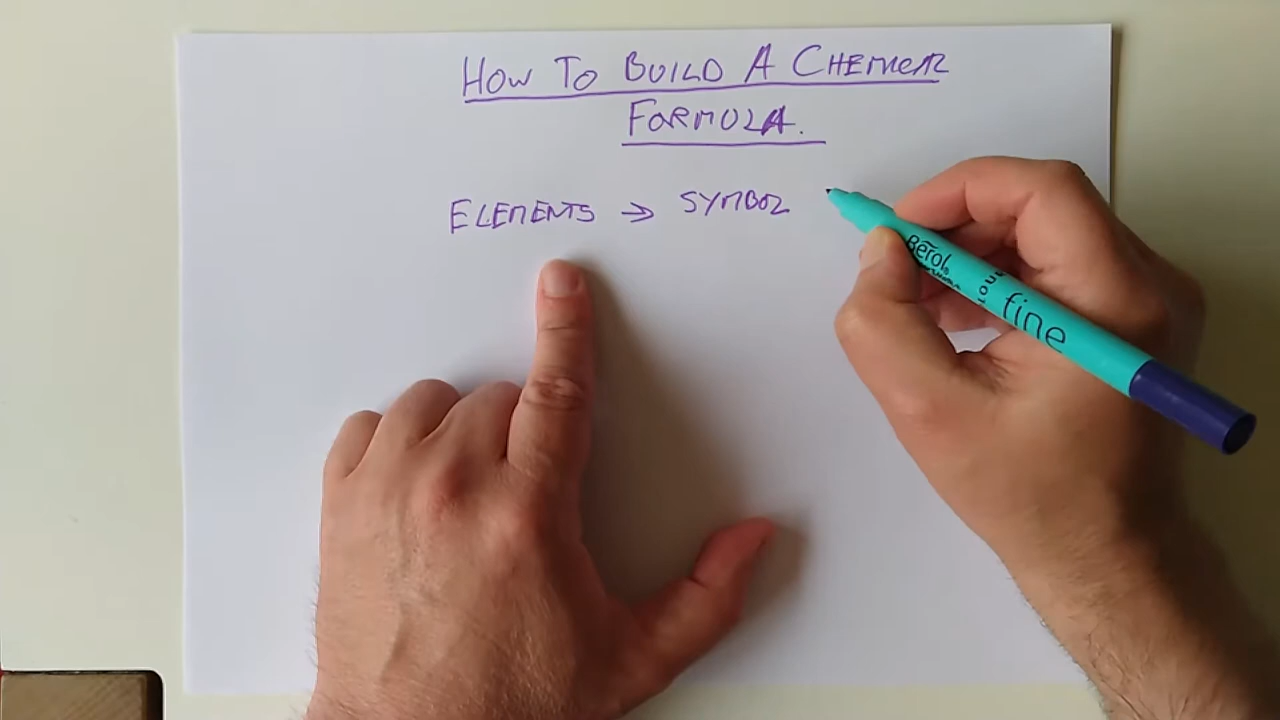 HOW TO BUILD A CHEMICAL
FORMULA.
ELEMENTS → SYMBOL
Berol
fine